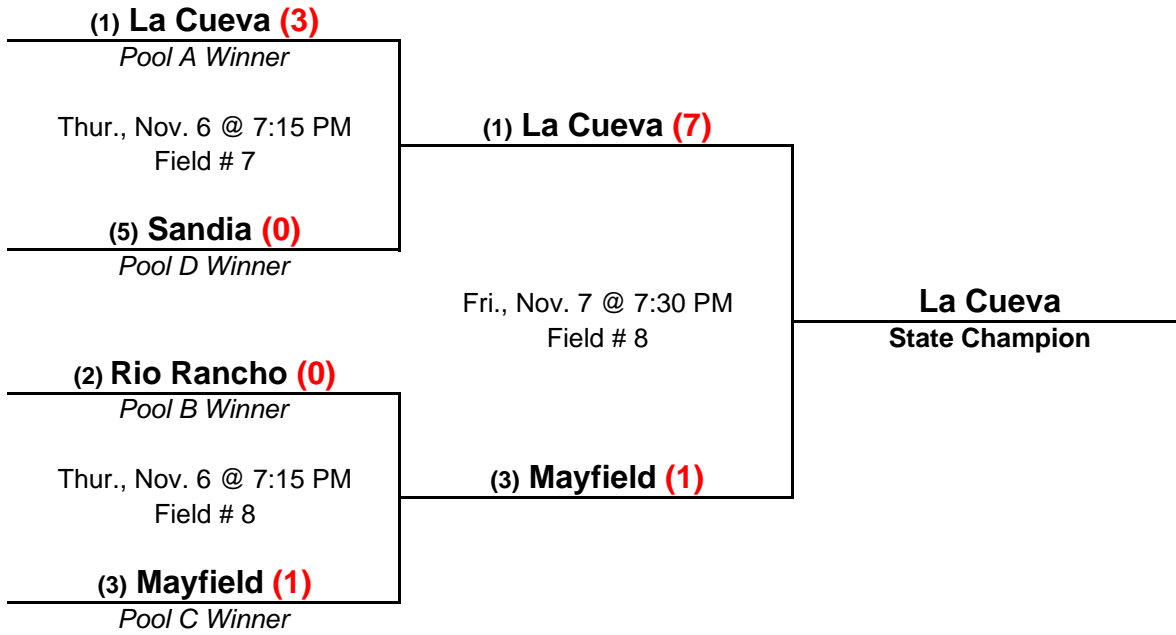 (1) La Cueva (3)
Pool A Winner
Thur., Nov. 6 @ 7:15 PM
Field # 7
(5) Sandia (0)
Pool D Winner
(2) Rio Rancho (0)
Pool B Winner
Thur., Nov. 6 @ 7:15 PM
Field # 8
(3) Mayfield (1)
Pool C Winner
(1) La Cueva (7)
Fri., Nov. 7 @ 7:30 PM
Field # 8
(3) Mayfield (1)
La Cueva
State Champion